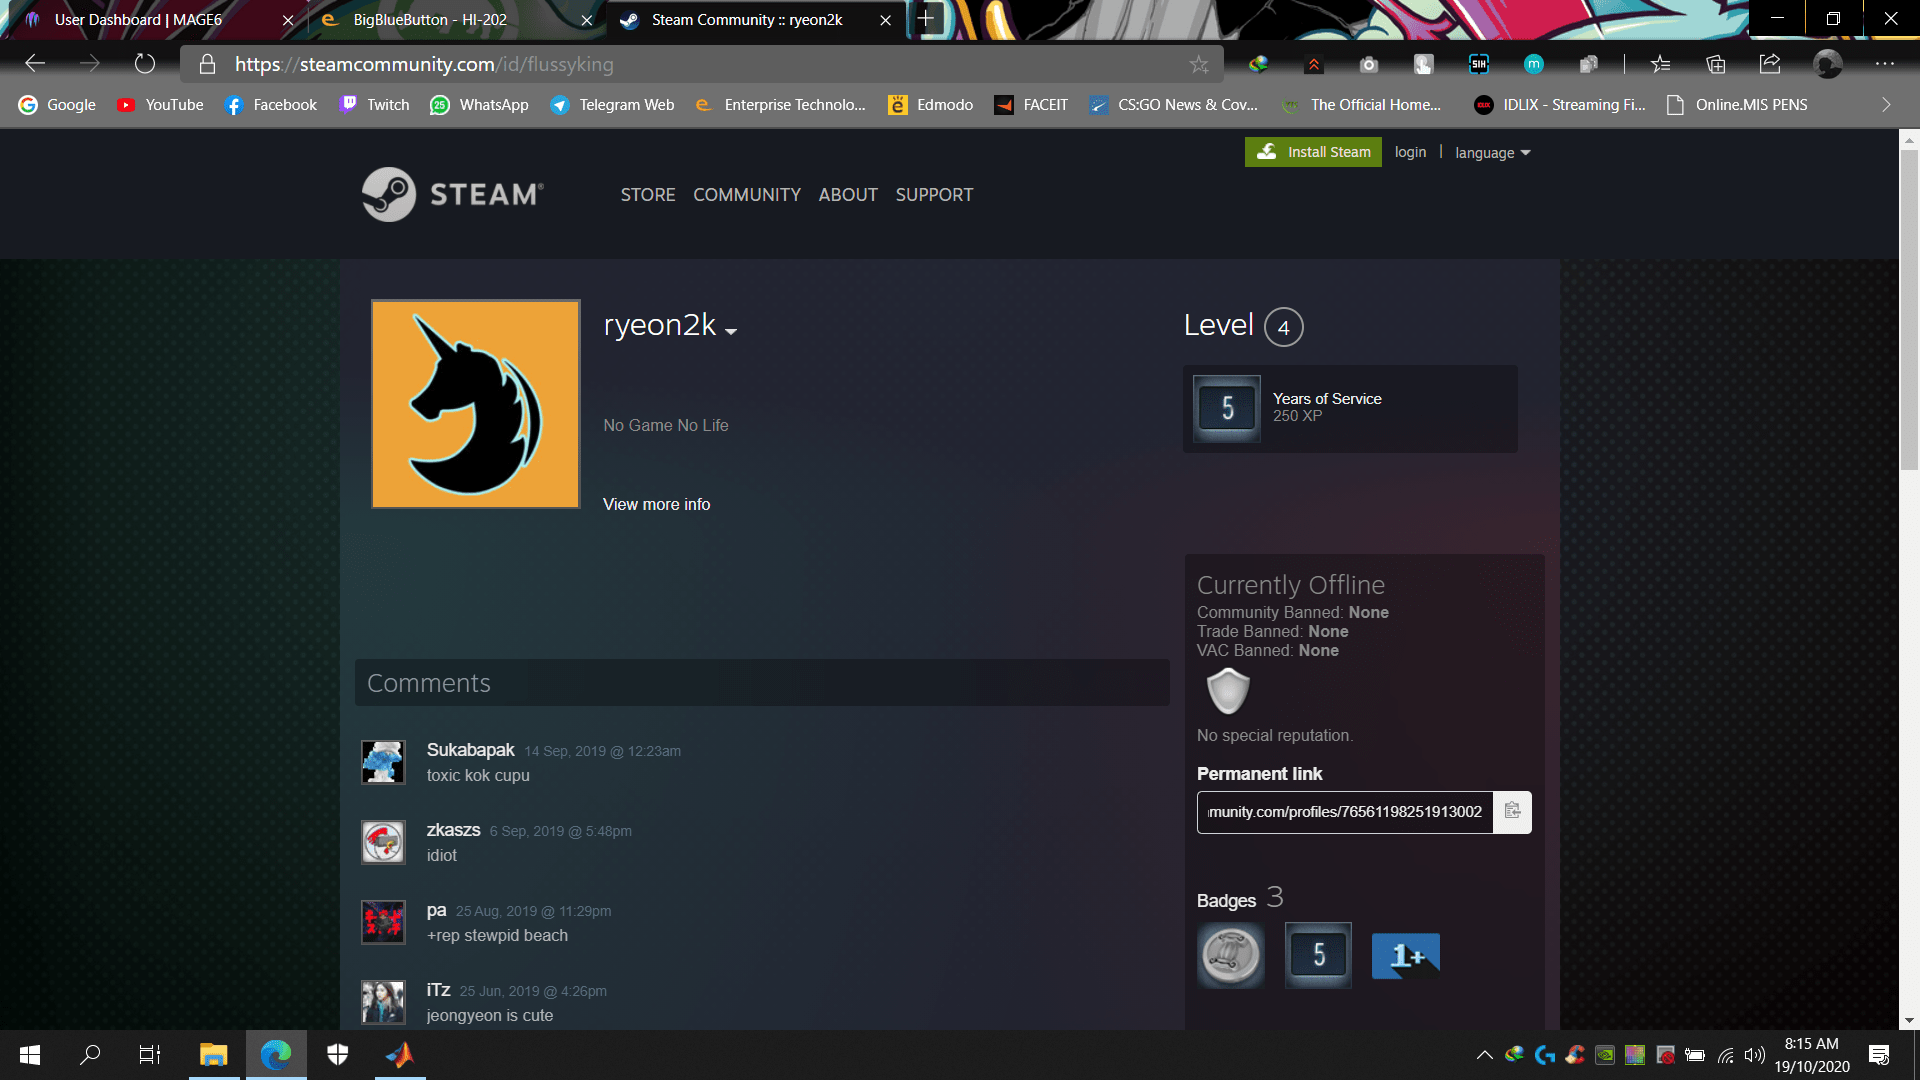 User Dashboard | MAGE6
BigBlueButton - HI-202
Steam Community :: ryeon2k
https://steamcommunity.com/id/flussyking
SIH
m
Google
YouTube
Facebook
Twitch
25
WhatsApp
Telegram Web
Enterprise Technolo...
Edmodo
FACEIT
CS:GO News & Cov...
The Official Home...
IDLIX - Streaming Fi...
Online.MIS PENS
Install Steam
login
|
language
STEAM®
STORE
COMMUNITY
ABOUT
SUPPORT
ryeon2k
No Game No Life
View more info
Level 4
5
Years of Service
250 XP
Currently Offline
Community Banned: None
Trade Banned: None
VAC Banned: None
No special reputation.
Permanent link
munity.com/profiles/76561198251913002
Badges 3
5
1+
Comments
Sukabapak 14 Sep, 2019 @ 12:23am
toxic kok cupu
zkaszs 6 Sep, 2019 @ 5:48pm
idiot
pa 25 Aug, 2019 @ 11:29pm
+rep stewpid beach
iTz 25 Jun, 2019 @ 4:26pm
jeongyeon is cute
8:15 AM
19/10/2020